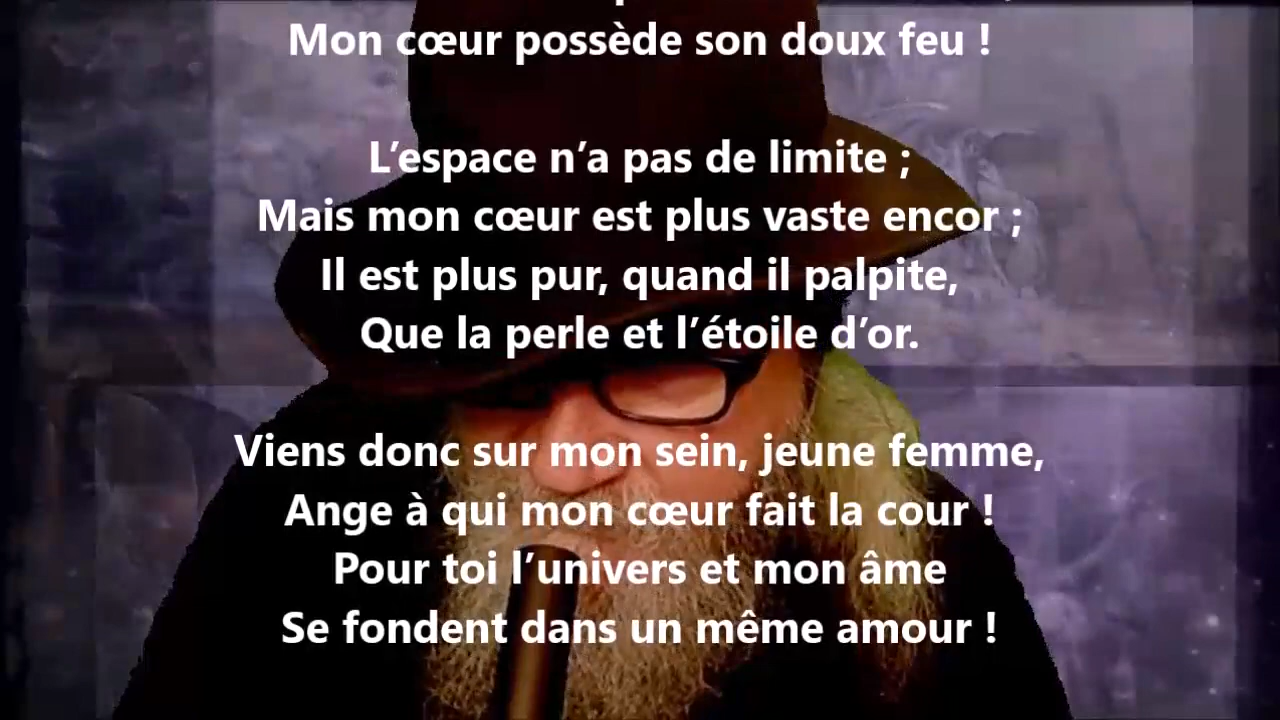 Mon cœur possède son doux feu !
L’espace n’a pas de limite ;
Mais mon cœur est plus vaste encor ;
Il est plus pur, quand il palpite,
Que la perle et l’étoile d’or.
Viens donc sur mon sein, jeune femme,
Ange à qui mon cœur fait la cour !
Pour toi l’univers et mon âme
Se fondent dans un même amour !